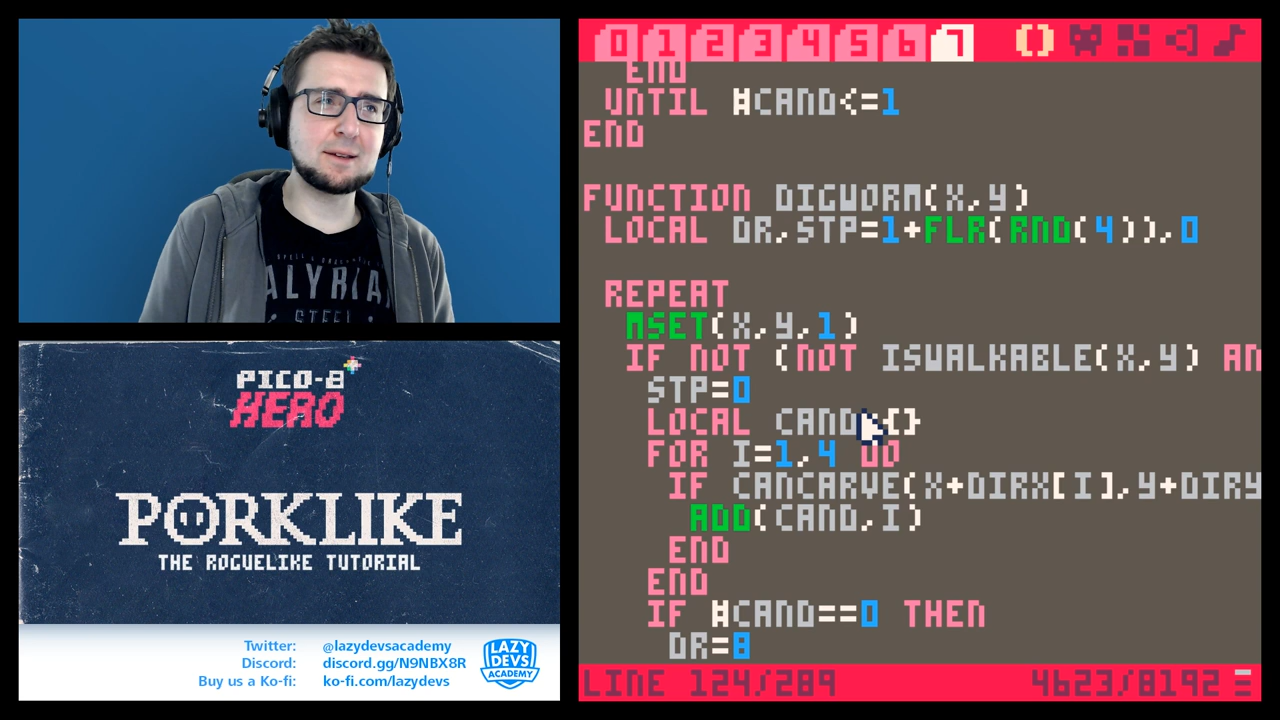 ALYRIA
STEEL
PICO-8
HERO
PORKLIKE
THE ROGUELIKE TUTORIAL
Twitter: @lazydevsacademy
Discord: discord.gg/N9NBX8R
Buy us a Ko-fi: ko-fi.com/lazydevs
LAZY
DEVS
ACADEMY
0 1 2 3 4 5 6 7 ()
END
UNTIL #CAND<=1
END
FUNCTION DIGWORM(X,Y)
LOCAL DR,STP=1+FLR(RND(4)),0
REPEAT
MSET(X,Y,1)
IF NOT (NOT ISWALKABLE(X,Y) AN
STP=0
LOCAL CAND {}
FOR I=1,4 DO
IF CANCARVE(X+DIRX[I],Y+DIRY
ADD(CAND,I)
END
END
IF #CAND==0 THEN
DR=8
LINE 124/289 4623/8192